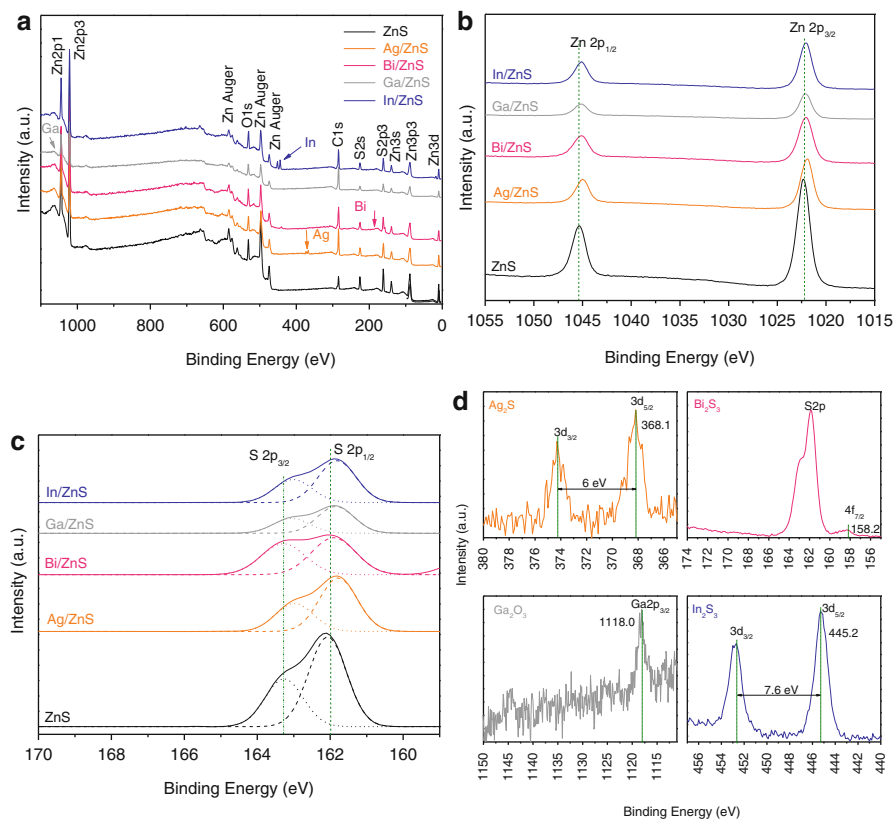 a
Zn2p1
Zn2p3
ZnS
Ag/ZnS
Bi/ZnS
Ga/ZnS
In/ZnS
Ga
Zn Auger
O1s
Zn Auger
Zn Auger
In
C1s
S2s
S2p3
Zn3s
Zn3p3
Zn3d
Bi
Ag
Intensity (a.u.)
1000 800 600 400 200 0
Binding Energy (eV)
b
Zn 2p1/2
Zn 2p3/2
In/ZnS
Ga/ZnS
Bi/ZnS
Ag/ZnS
ZnS
Intensity (a.u.)
1055 1050 1045 1040 1035 1030 1025 1020 1015
Binding Energy (eV)
c
S 2p3/2
S 2p1/2
In/ZnS
Ga/ZnS
Bi/ZnS
Ag/ZnS
ZnS
Intensity (a.u.)
170 168 166 164 162 160
Binding Energy (eV)
d
Ag2S
3d3/2
3d5/2
368.1
6 eV
380 378 376 374 372 370 368 366
Bi2S3
S2p
4f7/2
158.2
174 172 170 168 166 164 162 160 158 156
Intensity (a.u.)
Ga2O3
Ga2p3/2
1118.0
1150 1145 1140 1135 1130 1125 1120 1115
In2S3
3d3/2
3d5/2
445.2
7.6 eV
456 454 452 450 448 446 444 442 440
Binding Energy (eV)